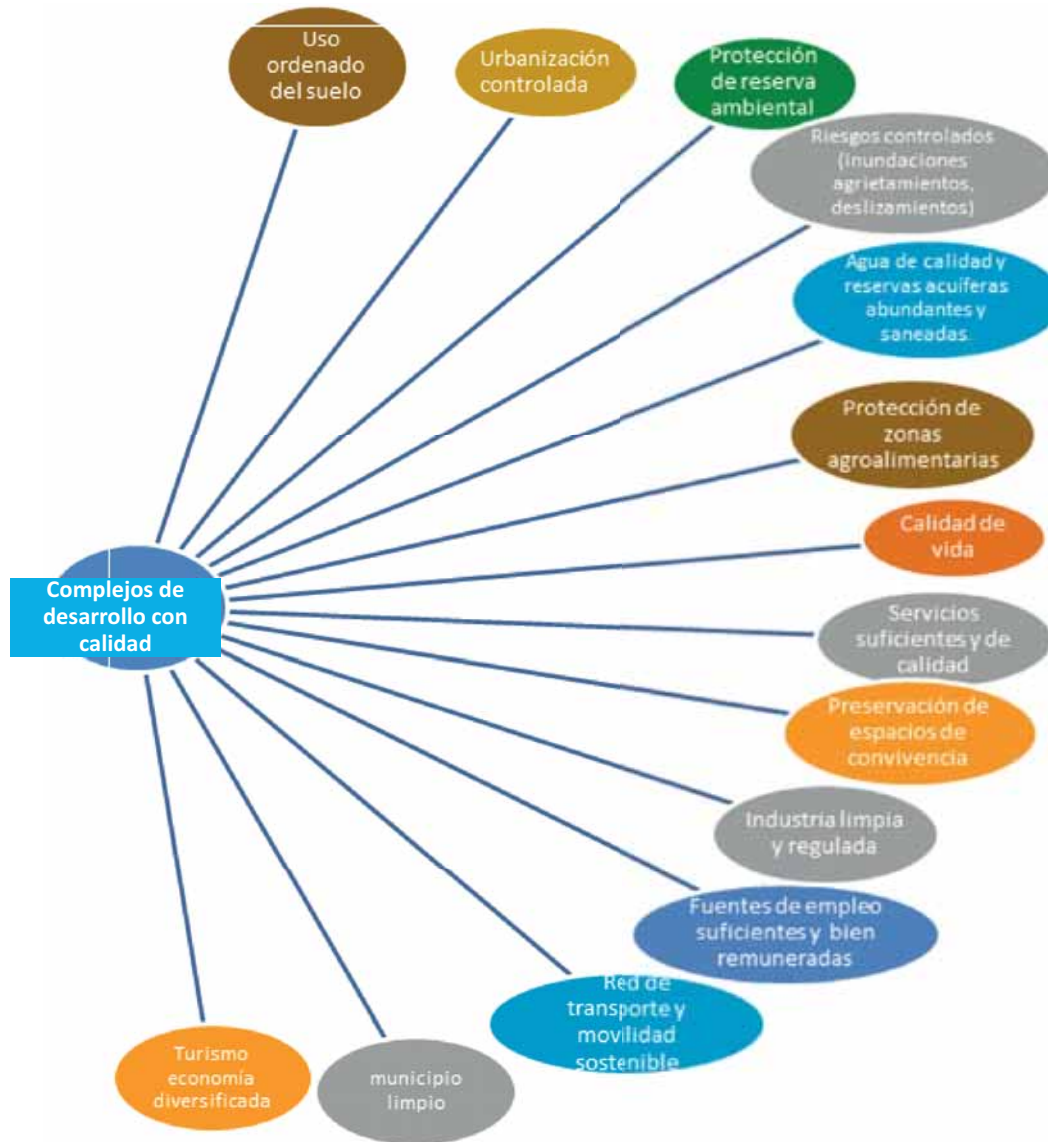 Uso
ordenado
del suelo
Urbanización
controlada
Protección
de reserva
ambiental
Riesgos controlados
(inundaciones
agrietamientos,
deslizamientos)
Agua de calidad y
reservas acuíferas
abundantes y
saneadas.
Protección de
zonas
agroalimentarias
Calidad de
vida
Complejos de
desarrollo con
calidad
Servicios
suficientes y de
calidad
Preservación de
espacios de
convivencia
Industria limpia
y regulada
Fuentes de empleo
suficientes y bien
remuneradas
Red de
transporte y
movilidad
sostenible
municipio
limpio
Turismo
economía
diversificada